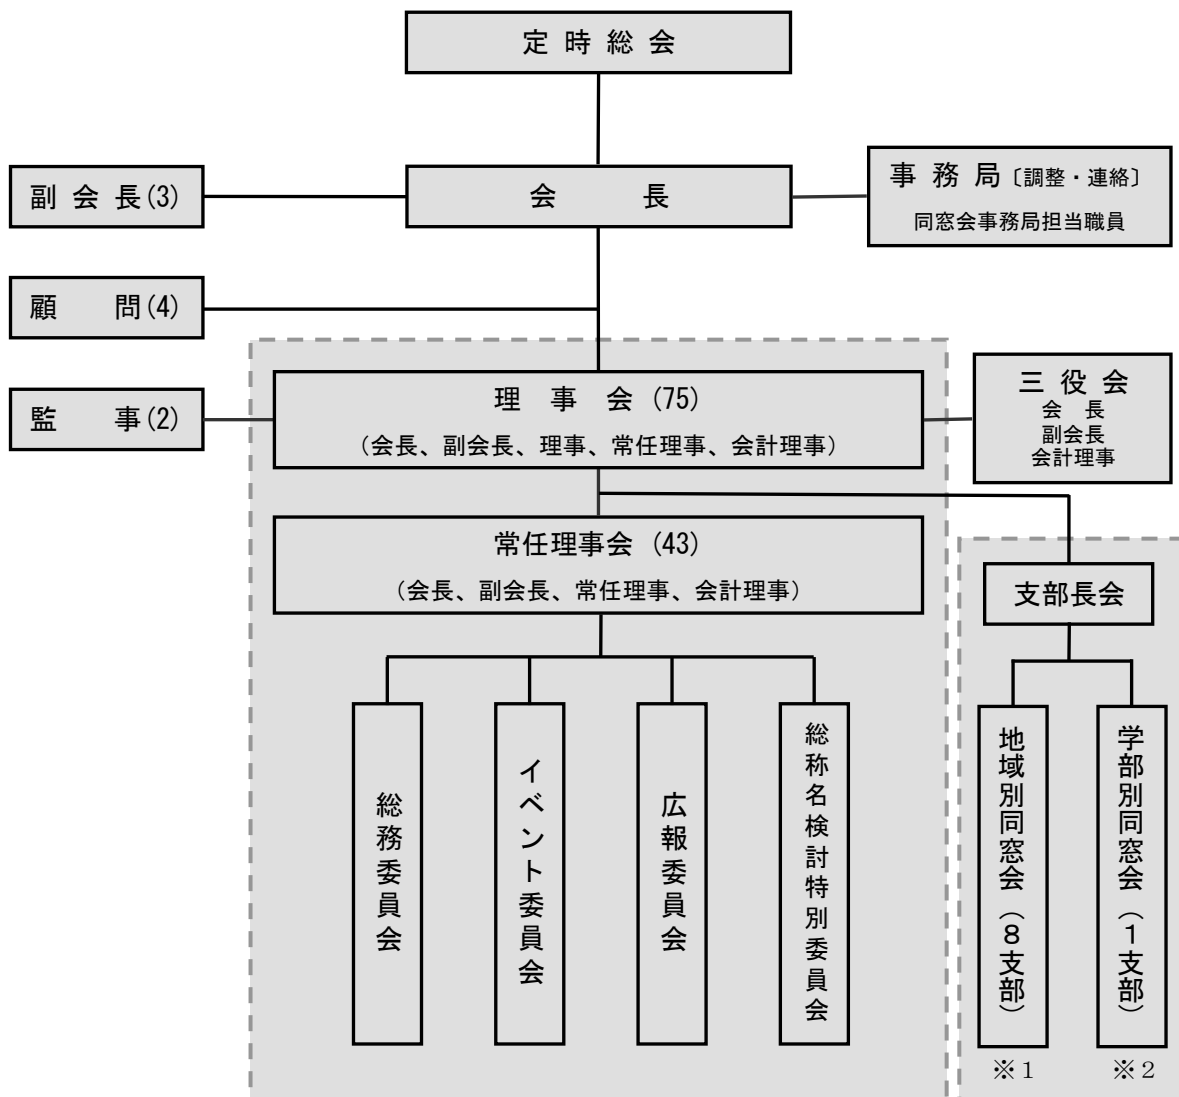 定時総会
副会長(3)
会長
事務局〔調整・連絡〕
同窓会事務局担当職員
顧問(4)
監事(2)
理事会(75)
(会長、副会長、理事、常任理事、会計理事)
三役会
会長
副会長
会計理事
常任理事会(43)
(会長、副会長、常任理事、会計理事)
支部長会
総務委員会
イベント委員会
広報委員会
総称名検討特別委員会
地域別同窓会(8支部)
学部別同窓会(1支部)
※1
※2